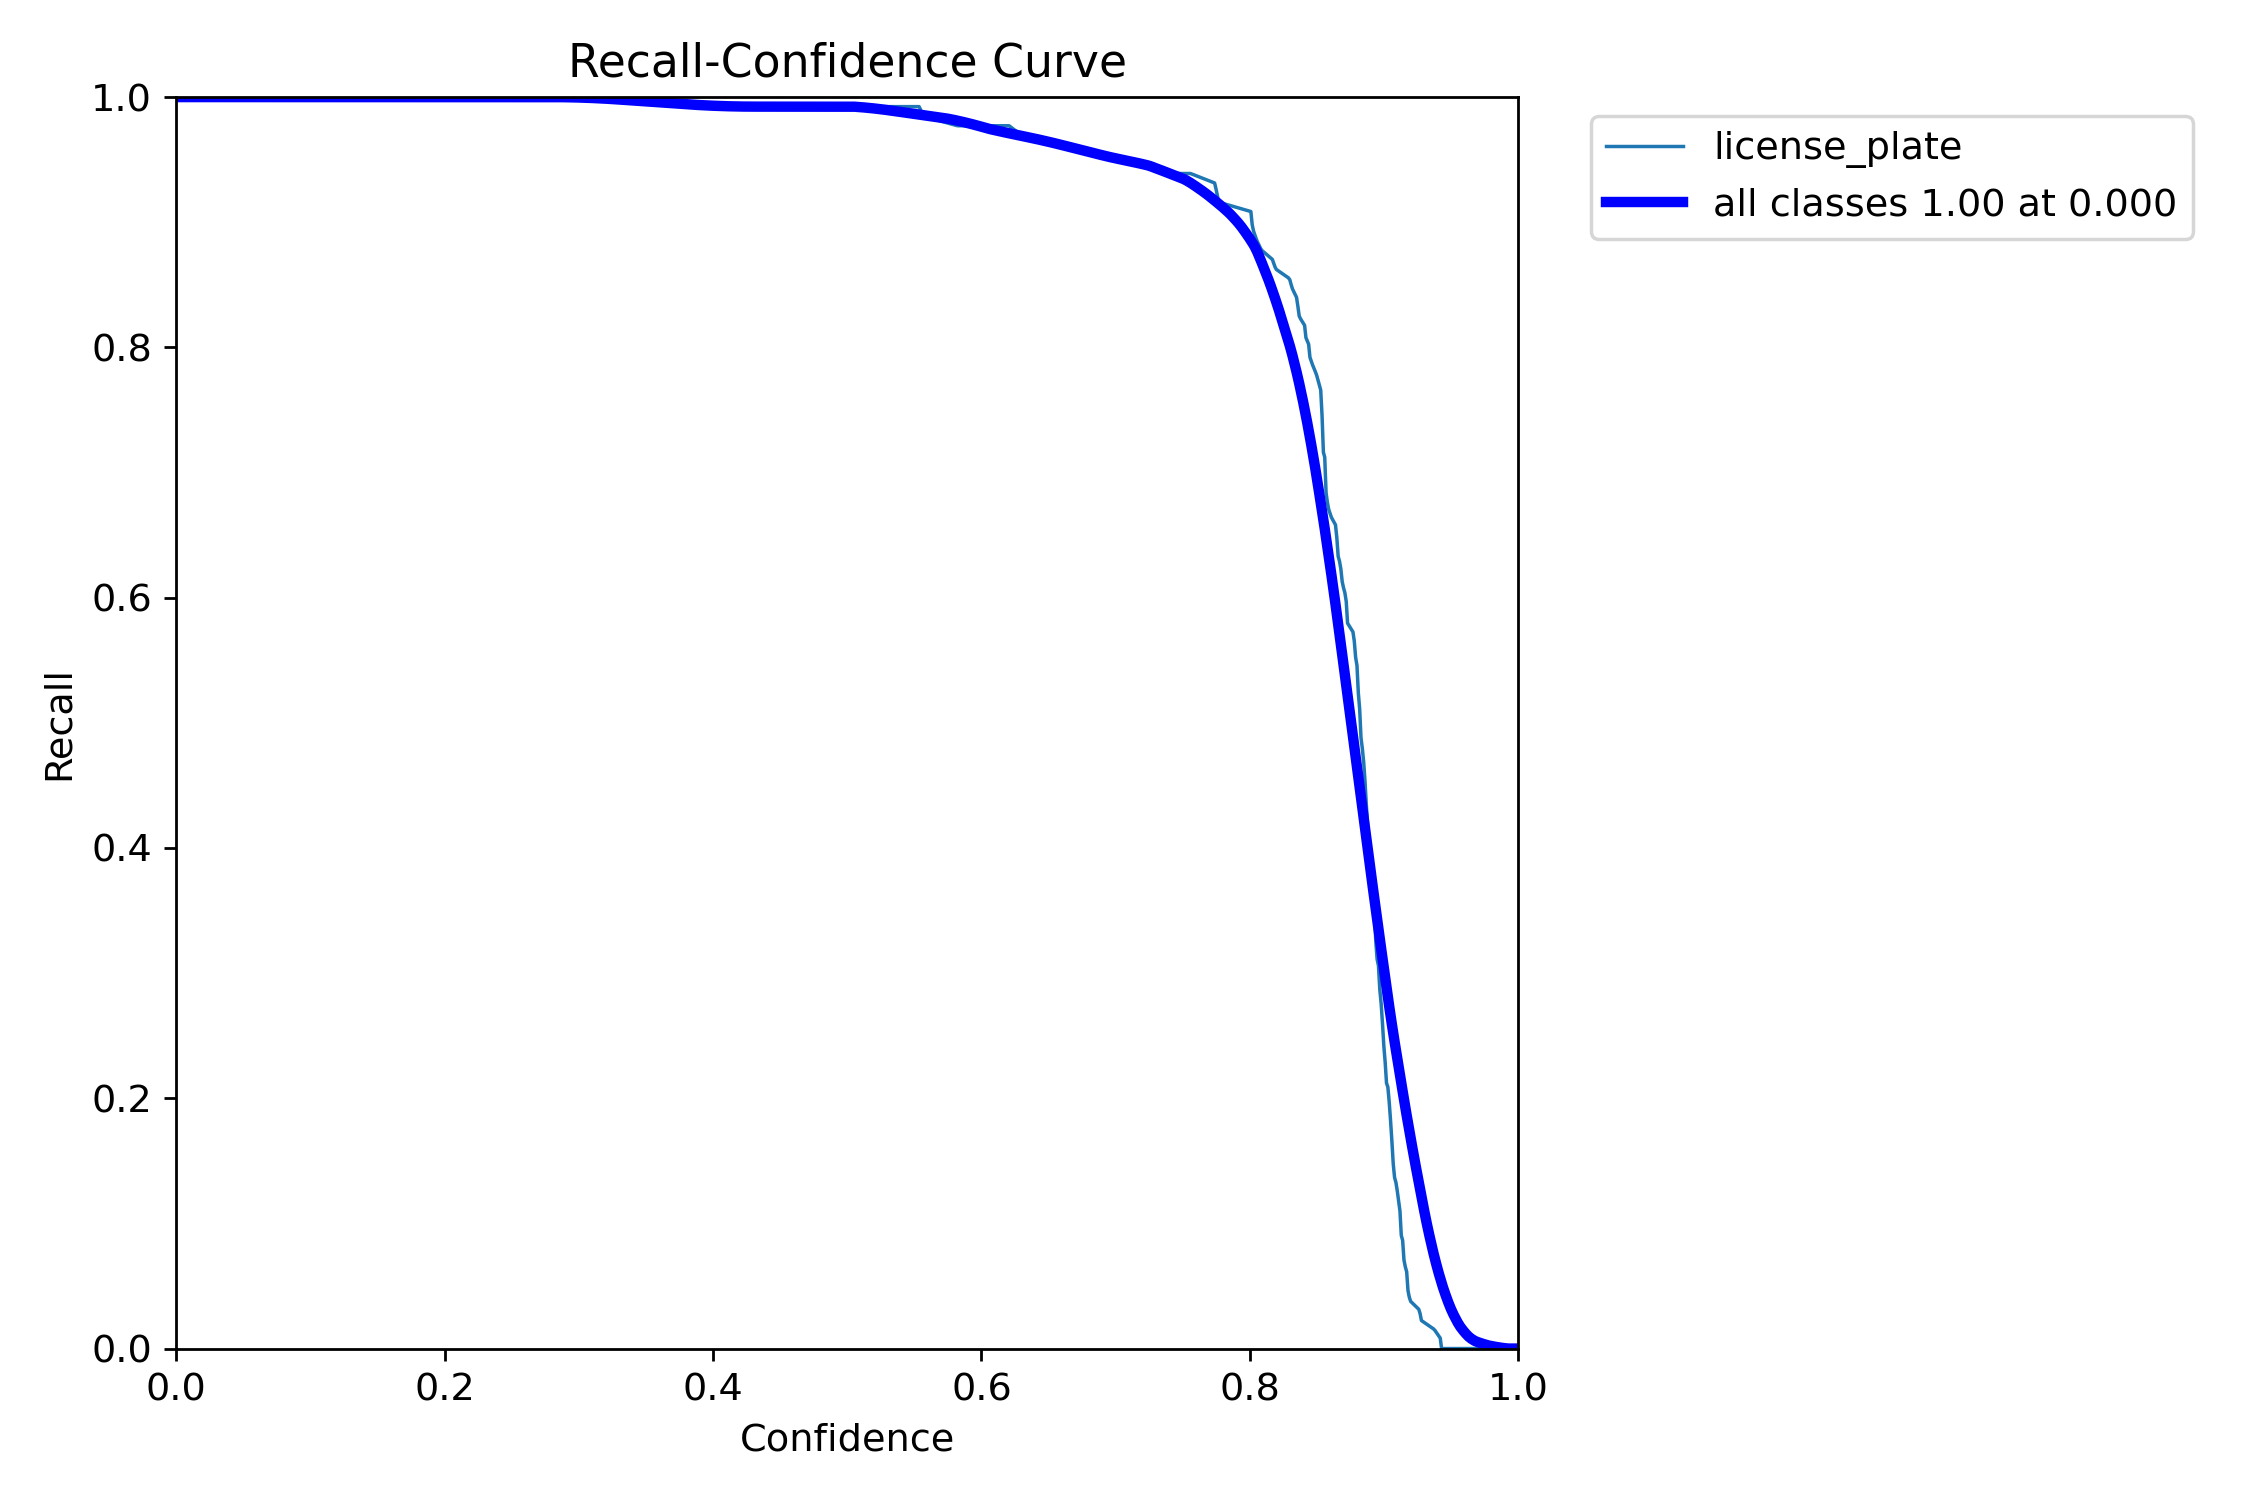 Recall-Confidence Curve
1.0
0.8
0.6
0.4
0.2
0.0
Recall
0.0 0.2 0.4 0.6 0.8 1.0
Confidence
license_plate
all classes 1.00 at 0.000